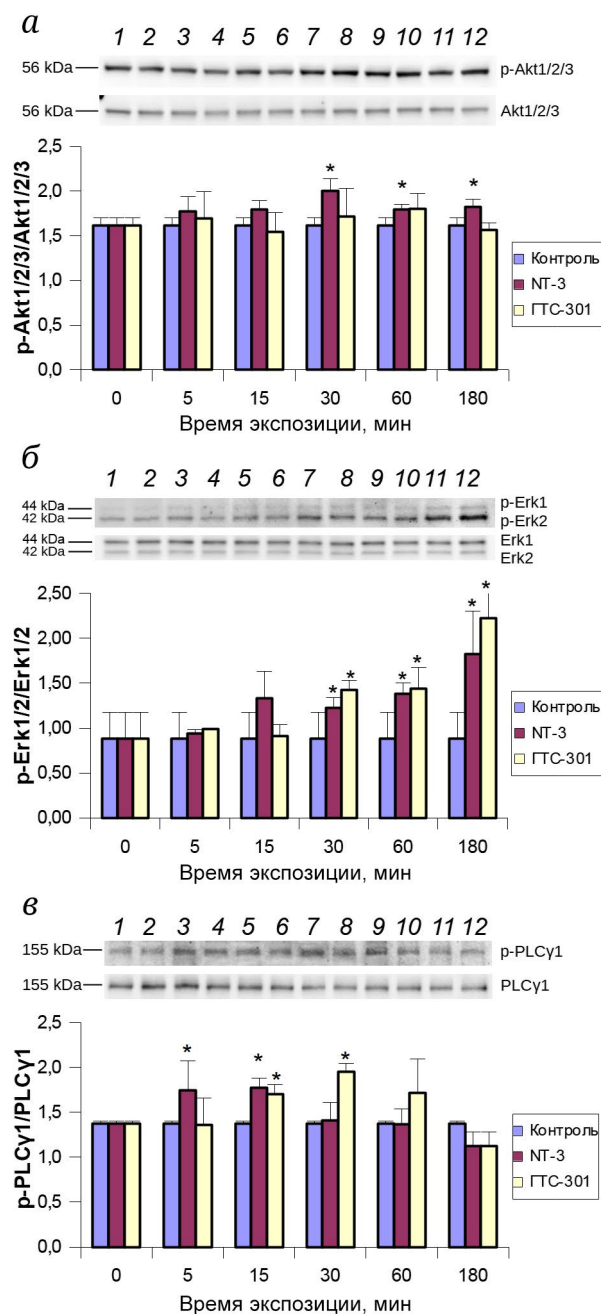 а
1 2 3 4 5 6 7 8 9 10 11 12
56 kDa p-Akt1/2/3
56 kDa Akt1/2/3
p-Akt1/2/3/Akt1/2/3
2,5
2,0
1,5
1,0
0,5
0,0
* * *
Контроль
NT-3
ГТС-301
0 5 15 30 60 180
Время экспозиции, мин
б
1 2 3 4 5 6 7 8 9 10 11 12
44 kDa p-Erk1
42 kDa p-Erk2
44 kDa Erk1
42 kDa Erk2
p-Erk1/2/Erk1/2
2,50
2,00
1,50
1,00
0,50
0,00
* * * * * *
Контроль
NT-3
ГТС-301
0 5 15 30 60 180
Время экспозиции, мин
в
1 2 3 4 5 6 7 8 9 10 11 12
155 kDa p-PLCγ1
155 kDa PLCγ1
p-PLCγ1/PLCγ1
2,5
2,0
1,5
1,0
0,5
0,0
* * * *
Контроль
NT-3
ГТС-301
0 5 15 30 60 180
Время экспозиции, мин